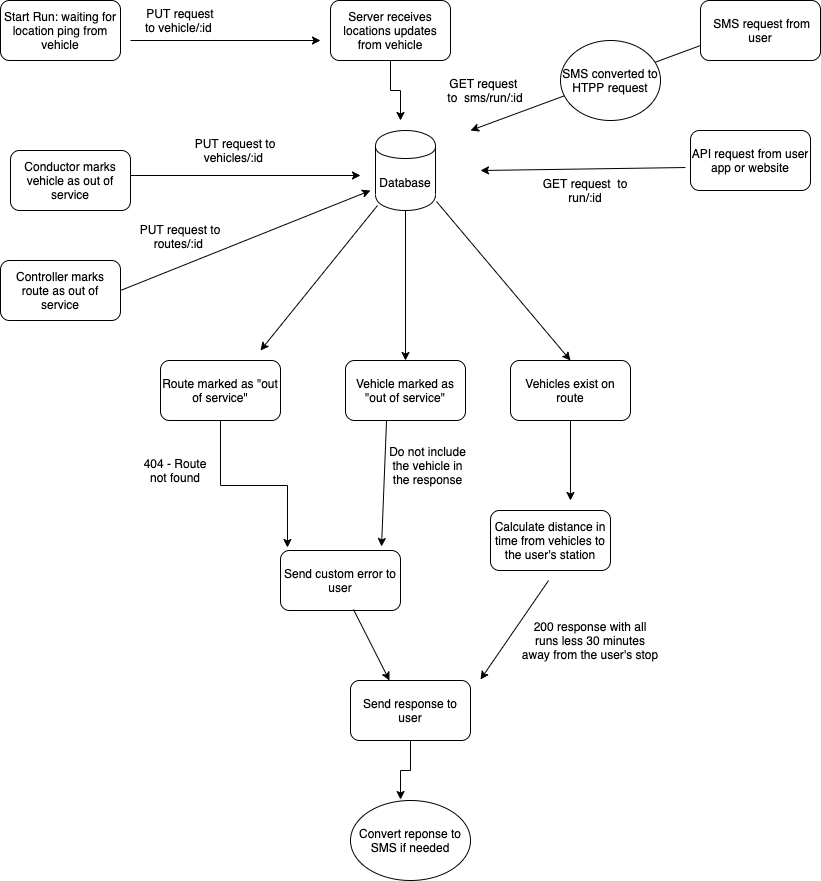 Start Run: waiting for
location ping from
vehicle
PUT request
to vehicle/:id
Server receives
locations updates
from vehicle
SMS request from
user
SMS converted to
HTPP request
GET request
to sms/run/:id
Conductor marks
vehicle as out of
service
PUT request to
vehicles/:id
Database
API request from user
app or website
GET request to
run/:id
PUT request to
routes/:id
Controller marks
route as out of
service
Route marked as "out
of service"
Vehicle marked as
"out of service"
Vehicles exist on
route
404 - Route
not found
Do not include
the vehicle in
the response
Calculate distance in
time from vehicles to
the user's station
Send custom error to
user
200 response with all
runs less 30 minutes
away from the user's stop
Send response to
user
Convert reponse to
SMS if needed